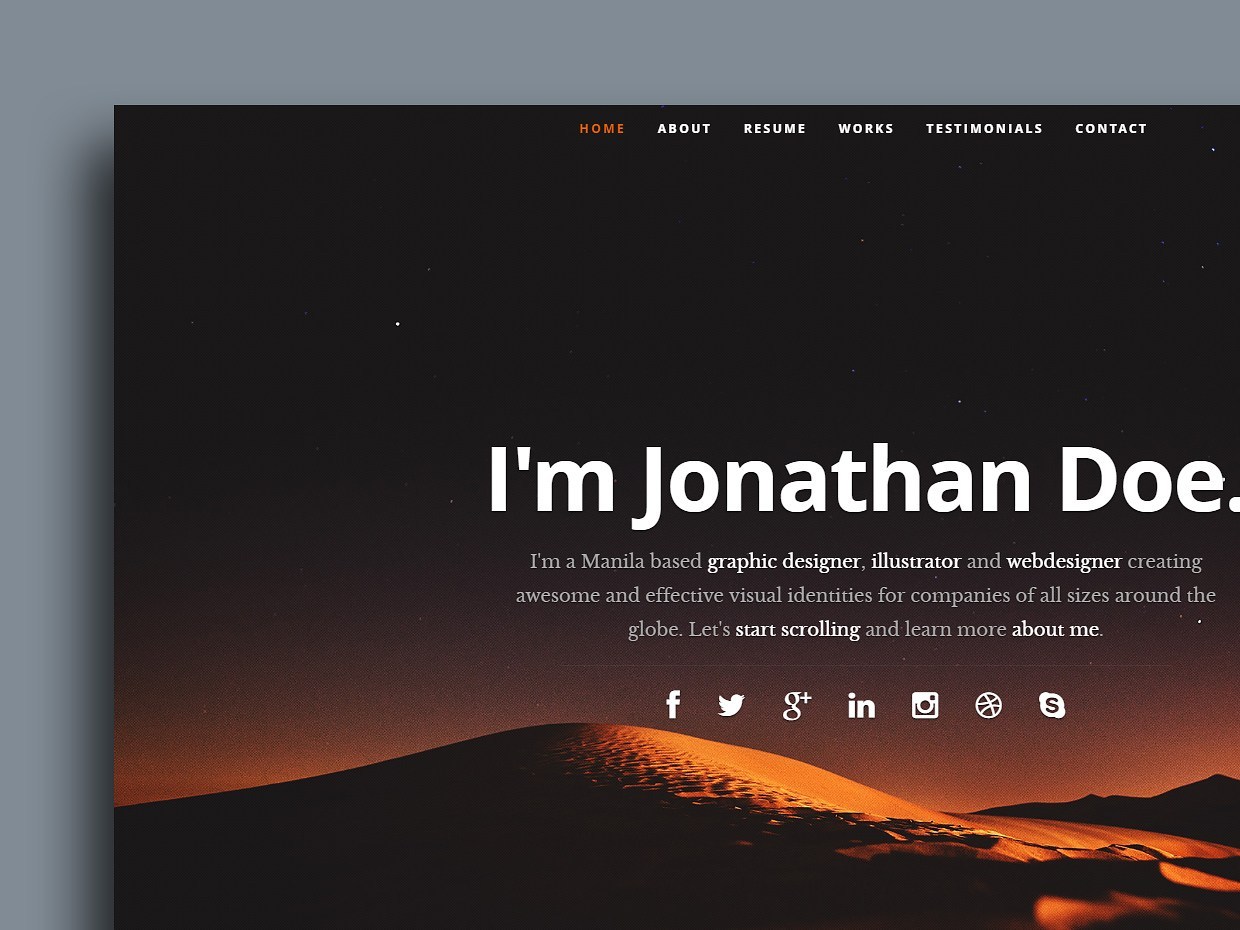 HOME ABOUT RESUME WORKS TESTIMONIALS CONTACT
I'm Jonathan Doe.
I'm a Manila based graphic designer, illustrator and webdesigner creating
awesome and effective visual identities for companies of all sizes around the
globe. Let's start scrolling and learn more about me.